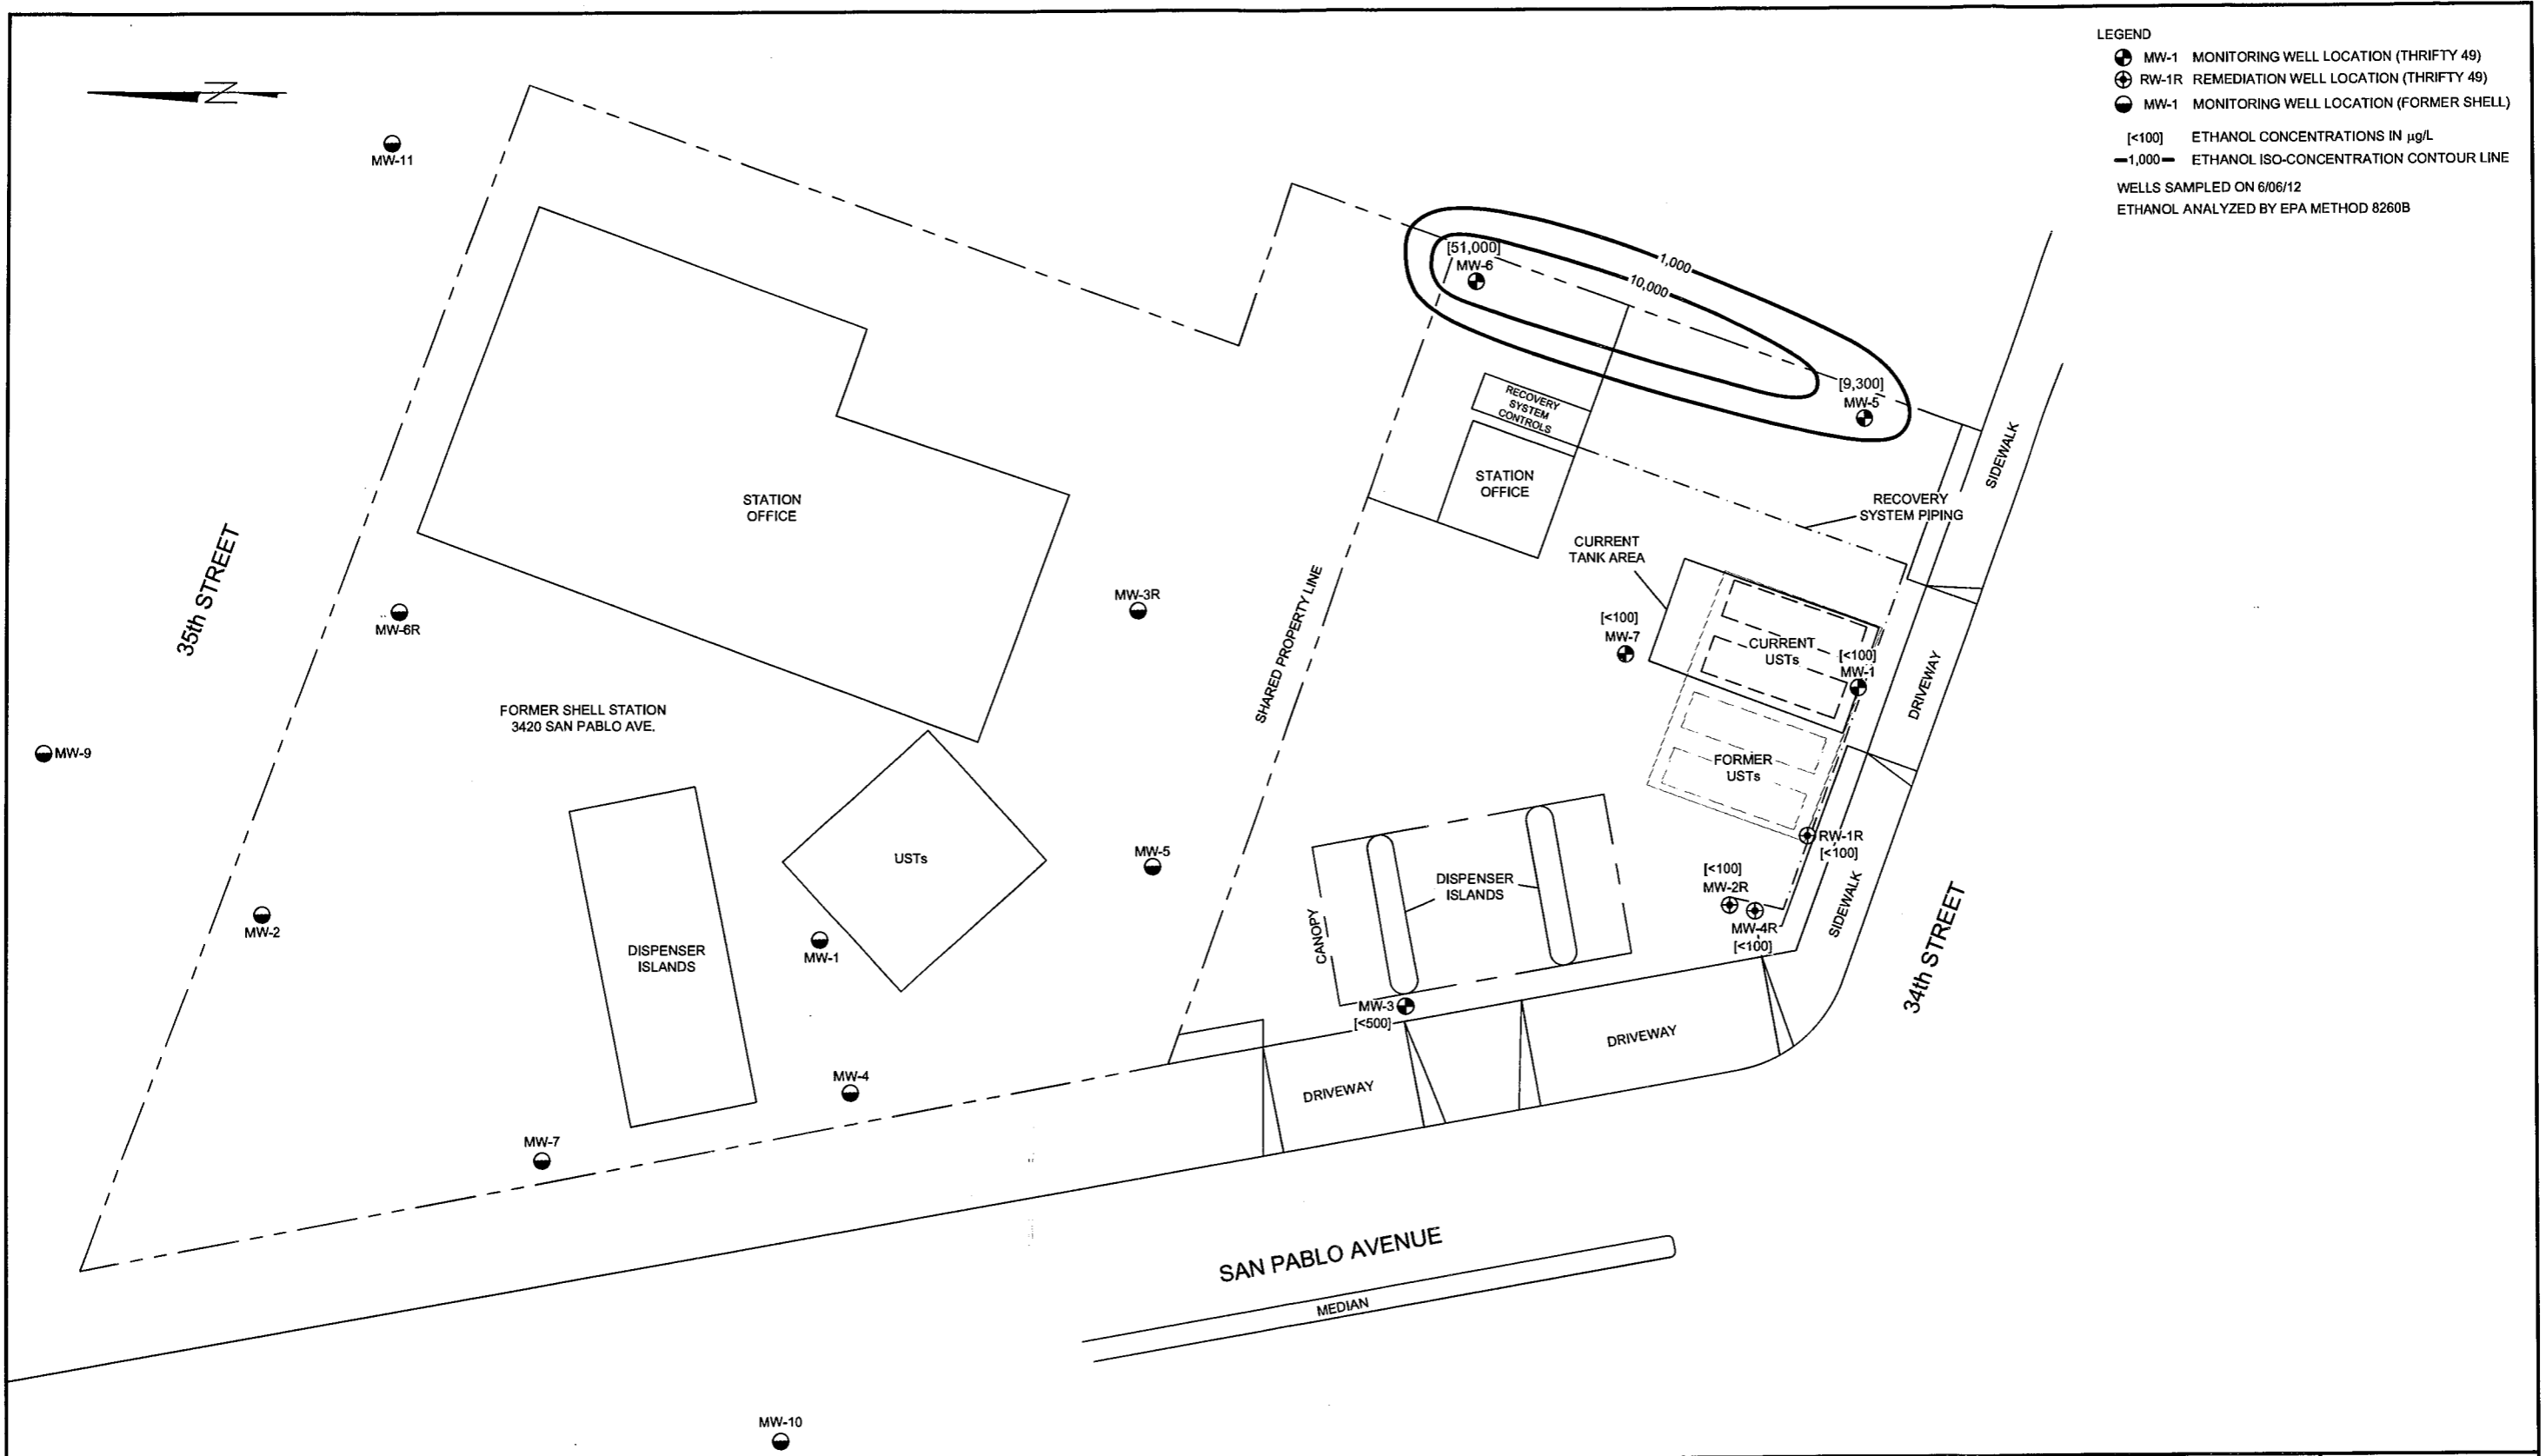 LEGEND
MW-1 MONITORING WELL LOCATION (THRIFTY 49)
RW-1R REMEDIATION WELL LOCATION (THRIFTY 49)
MW-1 MONITORING WELL LOCATION (FORMER SHELL)
[<100] ETHANOL CONCENTRATIONS IN µg/L
1,000 ETHANOL ISO-CONCENTRATION CONTOUR LINE
WELLS SAMPLED ON 6/06/12
ETHANOL ANALYZED BY EPA METHOD 8260B
N
MW-11
[51,000]
MW-6
1,000
10,000
[9,300]
MW-5
RECOVERY
SYSTEM
CONTROLS
STATION
OFFICE
SIDEWALK
STATION
OFFICE
RECOVERY
SYSTEM PIPING
CURRENT
TANK AREA
35th STREET
MW-6R
MW-3R
SHARED PROPERTY LINE
[<100]
MW-7
CURRENT
USTs
[<100]
MW-1
DRIVEWAY
FORMER SHELL STATION
3420 SAN PABLO AVE.
MW-9
FORMER
USTs
RW-1R
[<100]
USTs
MW-5
DISPENSER
ISLANDS
[<100]
MW-2R
MW-4R
[<100]
SIDEWALK
34th STREET
MW-2
CANOPY
DISPENSER
ISLANDS
MW-1
MW-3
[<500]
DRIVEWAY
DRIVEWAY
MW-4
MW-7
SAN PABLO AVENUE
MEDIAN
MW-10